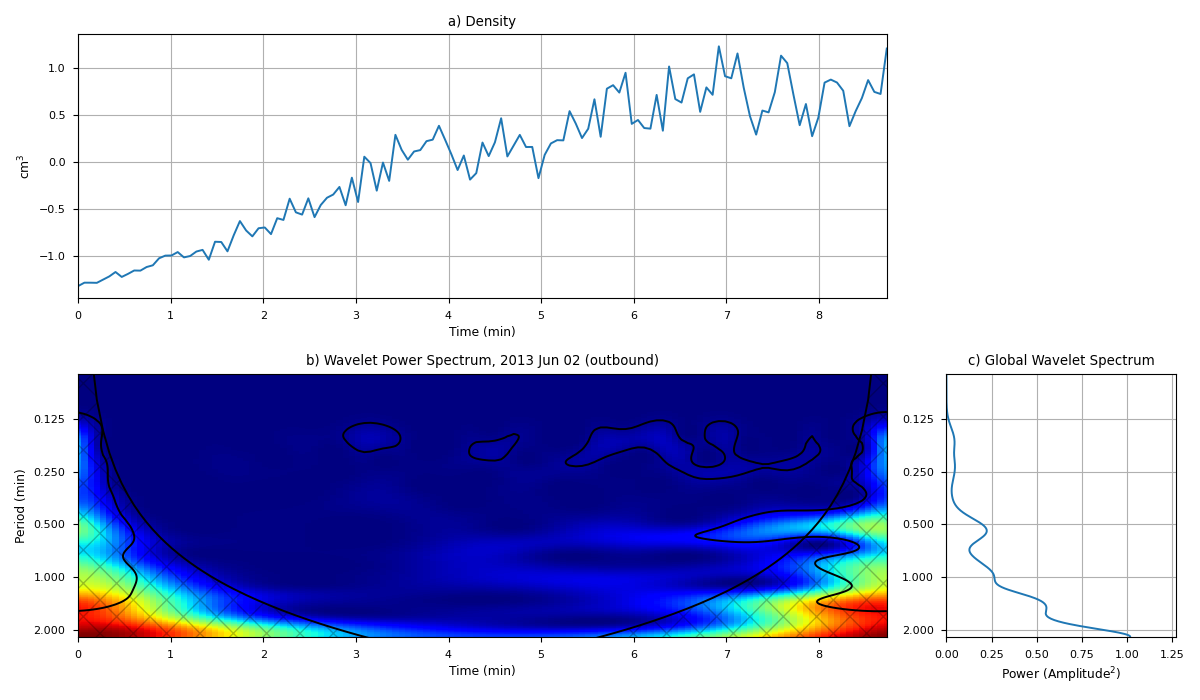 a) Density
1.0
0.5
0.0
−0.5
−1.0
cm³
0 1 2 3 4 5 6 7 8
Time (min)
b) Wavelet Power Spectrum, 2013 Jun 02 (outbound)
0.125
0.250
0.500
1.000
2.000
Period (min)
0 1 2 3 4 5 6 7 8
Time (min)
c) Global Wavelet Spectrum
0.125
0.250
0.500
1.000
2.000
0.00 0.25 0.50 0.75 1.00 1.25
Power (Amplitude²)